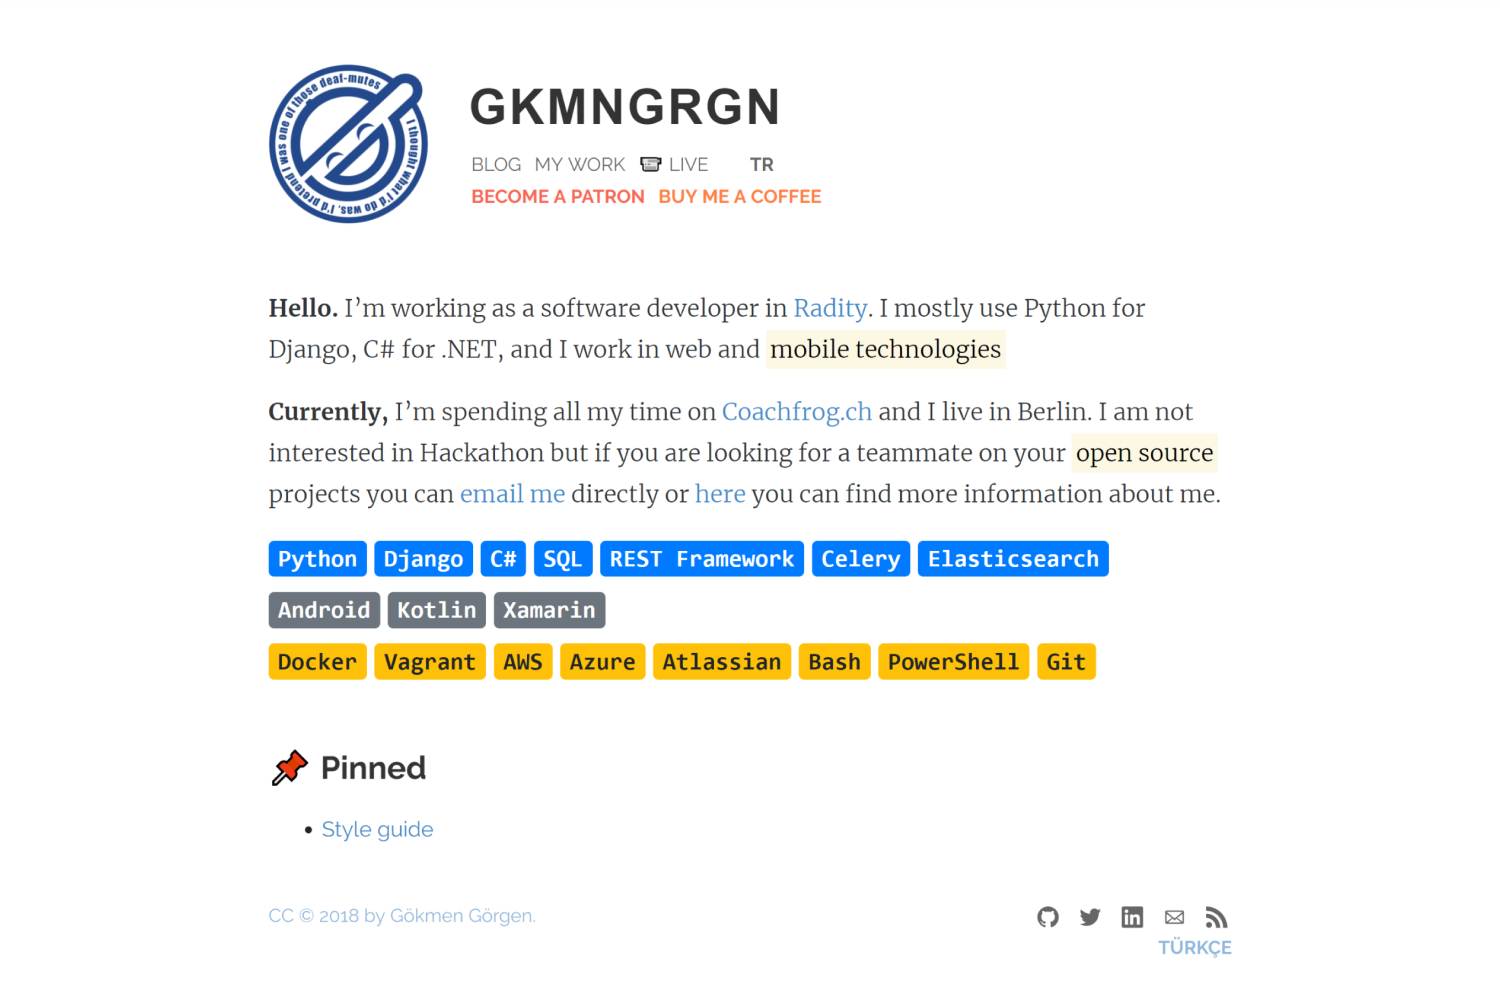 I thought what I'd do was, I'd pretend I was one of those deaf-mutes
GKMNGRGN
BLOG MY WORK LIVE TR
BECOME A PATRON BUY ME A COFFEE
Hello. I’m working as a software developer in Radity. I mostly use Python for
Django, C# for .NET, and I work in web and mobile technologies
Currently, I’m spending all my time on Coachfrog.ch and I live in Berlin. I am not
interested in Hackathon but if you are looking for a teammate on your open source
projects you can email me directly or here you can find more information about me.
Python Django C# SQL REST Framework Celery Elasticsearch
Android Kotlin Xamarin
Docker Vagrant AWS Azure Atlassian Bash PowerShell Git
Pinned
• Style guide
CC © 2018 by Gökmen Görgen.
TÜRKÇE